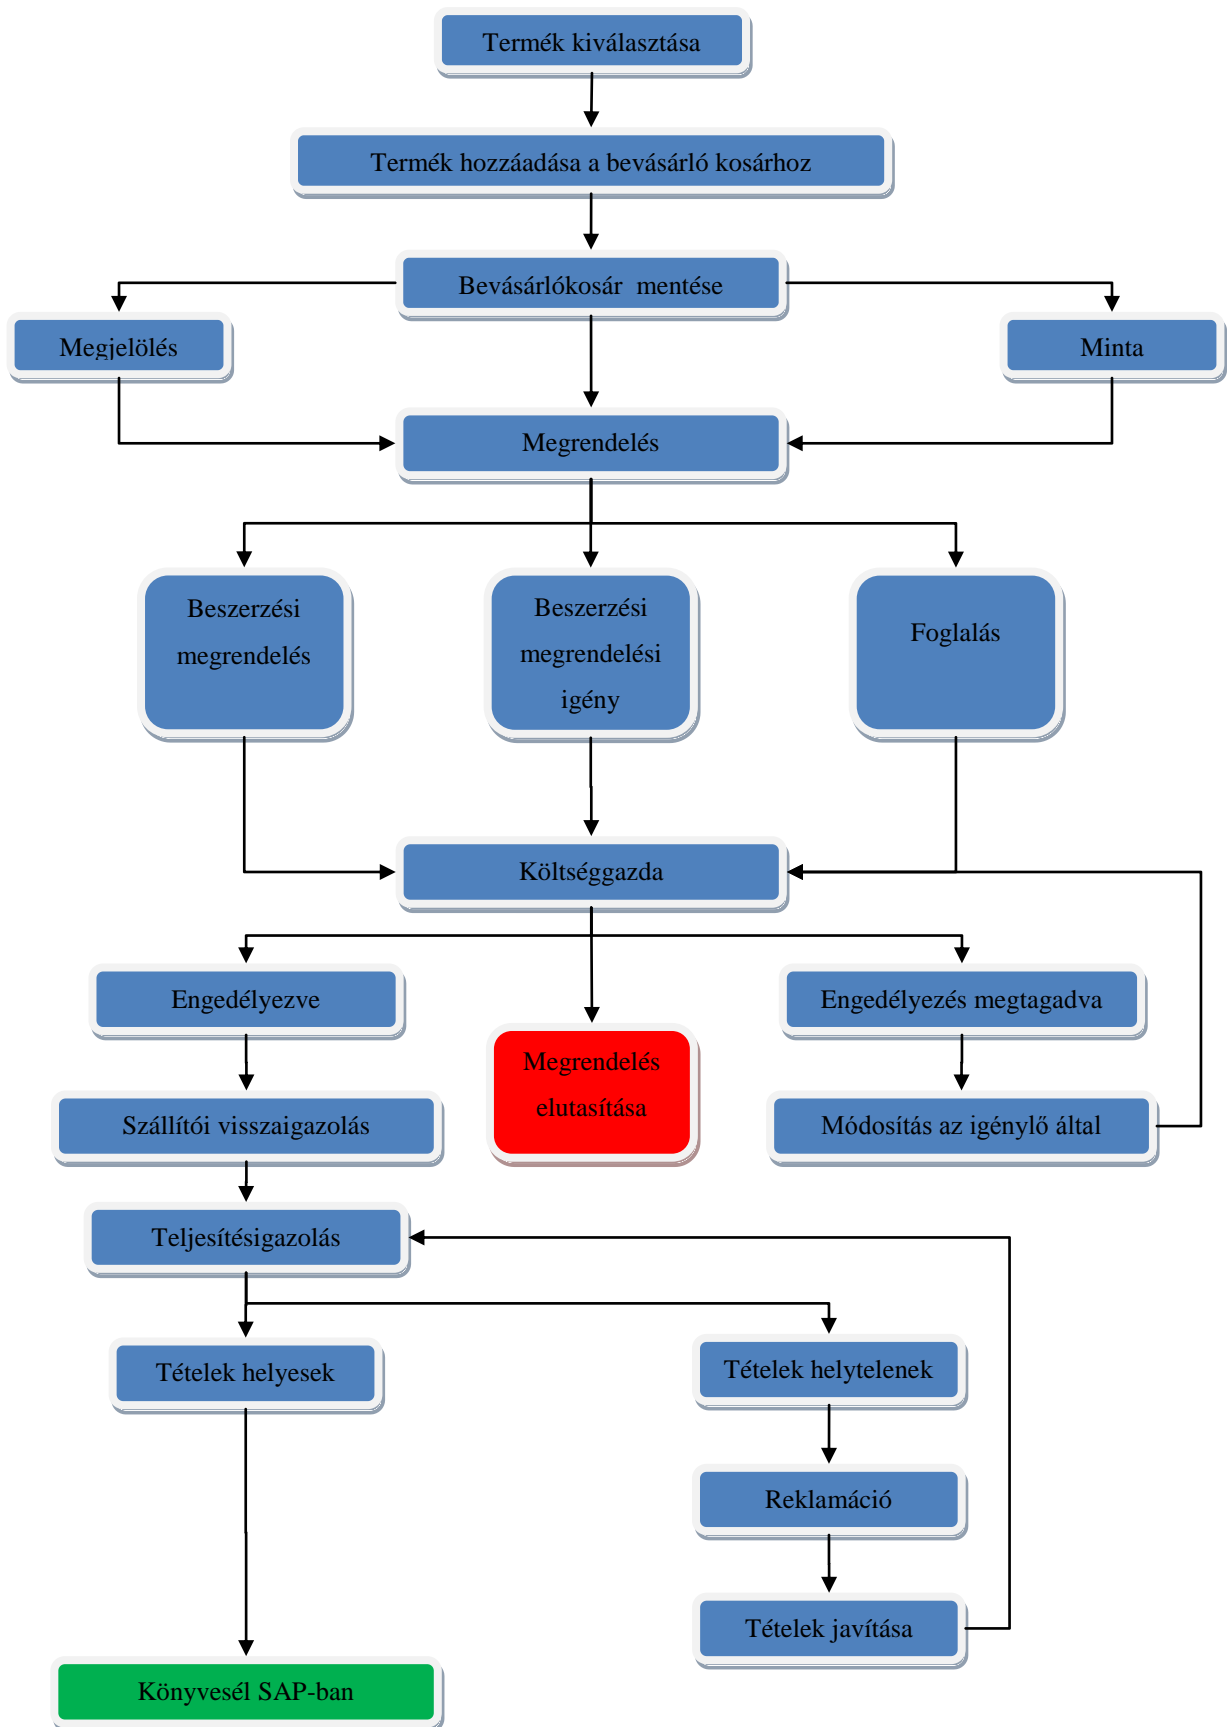 Termék kiválasztása
Termék hozzáadása a bevásárló kosárhoz
Bevásárlókosár mentése
Megjelölés
Minta
Megrendelés
Beszerzési
megrendelés
Beszerzési
megrendelési
igény
Foglalás
Költséggazda
Engedélyezve
Engedélyezés megtagadva
Megrendelés
elutasítása
Szállítói visszaigazolás
Módosítás az igénylő által
Teljesítésigazolás
Tételek helyesek
Tételek helytelenek
Reklamáció
Tételek javítása
Könyvesél SAP-ban